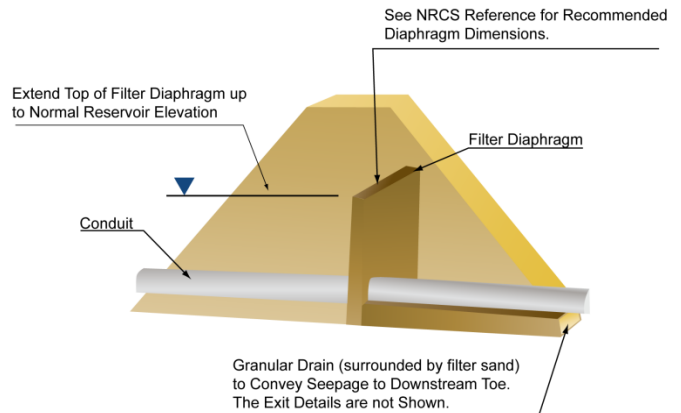 See NRCS Reference for Recommended
Diaphragm Dimensions.
Extend Top of Filter Diaphragm up
to Normal Reservoir Elevation
Filter Diaphragm
Conduit
Granular Drain (surrounded by filter sand)
to Convey Seepage to Downstream Toe.
The Exit Details are not Shown.